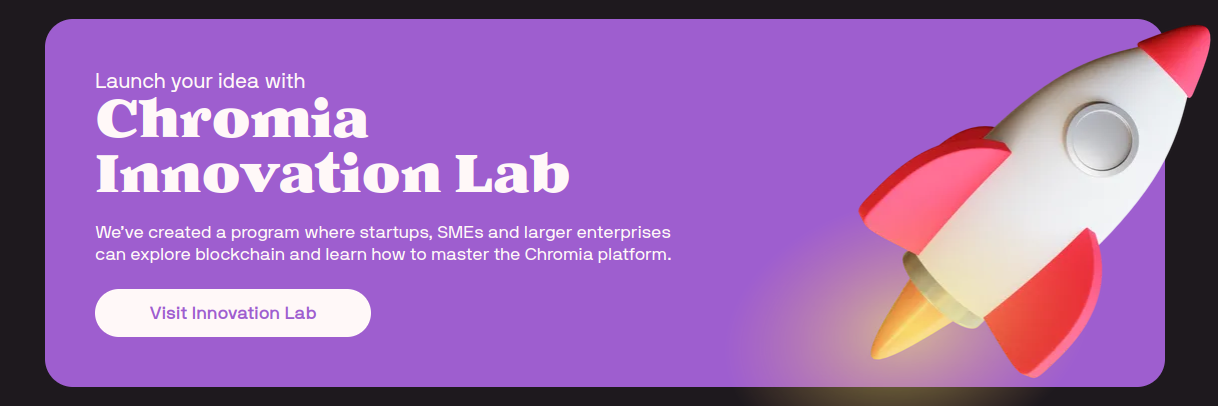 Launch your idea with
Chromia
Innovation Lab
We've created a program where startups, SMEs and larger enterprises
can explore blockchain and learn how to master the Chromia platform.
Visit Innovation Lab